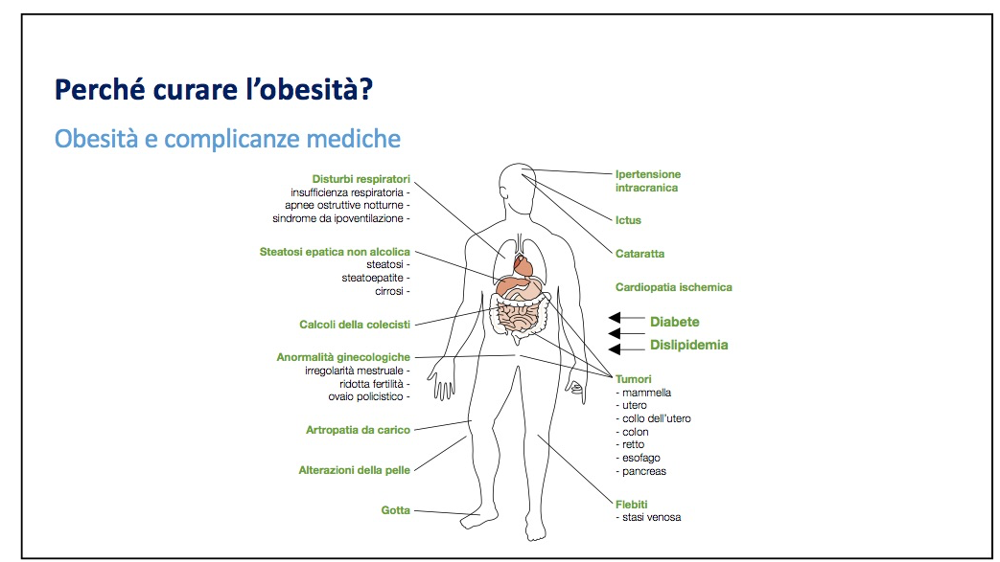 Perché curare l'obesità?
Obesità e complicanze mediche
Disturbi respiratori
insufficienza respiratoria -
apnee ostruttive notturne -
sindrome da ipoventilazione -
Steatosi epatica non alcolica
steatosi -
steatoepatite -
cirrosi -
Calcoli della colecisti
Anormalità ginecologiche
irregolarità mestruale -
ridotta fertilità -
ovaio policistico -
Artropatia da carico
Alterazioni della pelle
Gotta
Ipertensione
intracranica
Ictus
Cataratta
Cardiopatia ischemica
Diabete
Dislipidemia
Tumori
- mammella
- utero
- collo dell'utero
- colon
- retto
- esofago
- pancreas
Flebiti
- stasi venosa